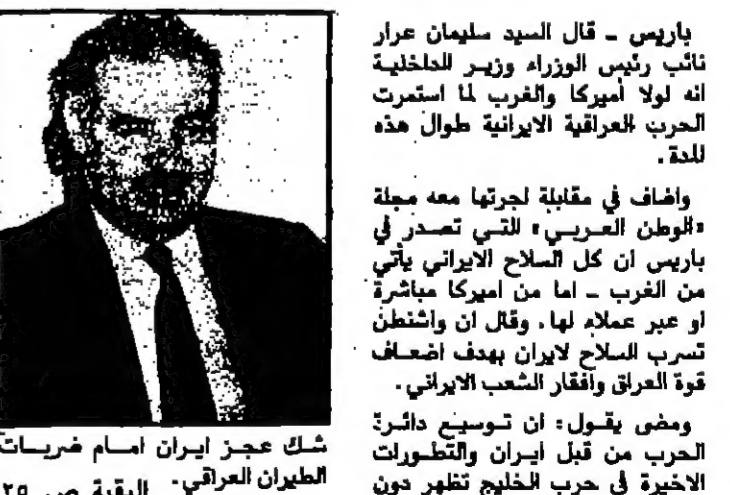 باريس ـ قال السيد سليمان عرار
نائب رئيس الوزراء وزير الداخلية
انه لولا أميركا والغرب لما استمرت
الحرب العراقية الايرانية طوال هذه
المدة .
واضاف في مقابلة اجرتها معه مجلة
«الوطن العربي» التي تصدر في
باريس ان كل السلاح الايراني يأتي
من الغرب ـ اما من اميركا مباشرة
او عبر عملاء لها . وقال ان واشنطن
تسرب السلاح لايران بهدف اضعاف
قوة العراق وافقار الشعب الايراني .
ومضى يقول : ان توسيع دائرة
الحرب من قبل ايران والتطورات
الاخيرة في حرب الخليج تظهر دون
شك عجز ايران امام ضربات
الطيران العراقي . البقية ص ٢٥